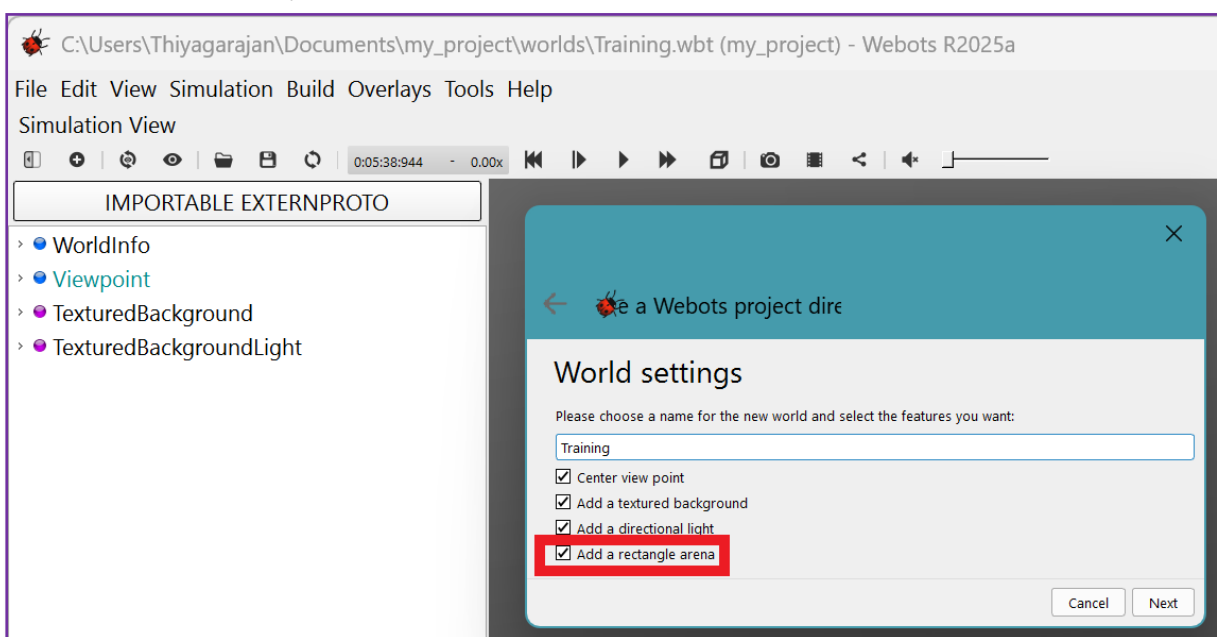 C:\Users\Thiyagarajan\Documents\my_project\worlds\Training.wbt (my_project) - Webots R2025a
File Edit View Simulation Build Overlays Tools Help
Simulation View
0:05:38:944 - 0.00x
IMPORTABLE EXTERNPROTO
WorldInfo
Viewpoint
TexturedBackground
TexturedBackgroundLight
e a Webots project dire
World settings
Please choose a name for the new world and select the features you want:
Training
Center view point
Add a textured background
Add a directional light
Add a rectangle arena
Cancel Next